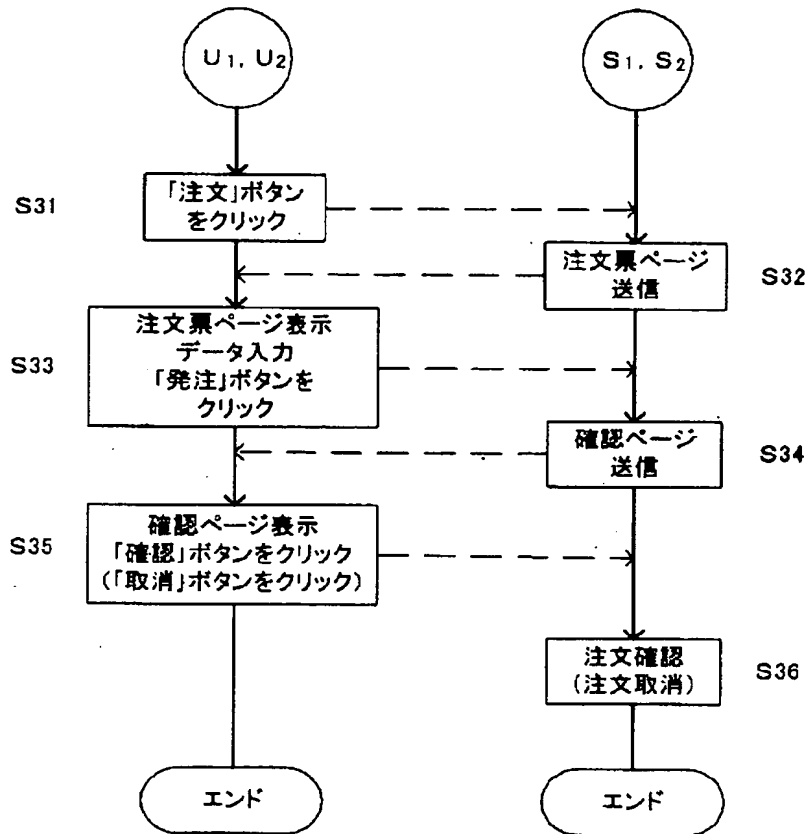 U1, U2
S1, S2
S31
「注文」ボタン
をクリック
注文票ページ
送信
S32
S33
注文票ページ表示
データ入力
「発注」ボタンを
クリック
確認ページ
送信
S34
S35
確認ページ表示
「確認」ボタンをクリック
(「取消」ボタンをクリック)
注文確認
(注文取消)
S36
エンド
エンド